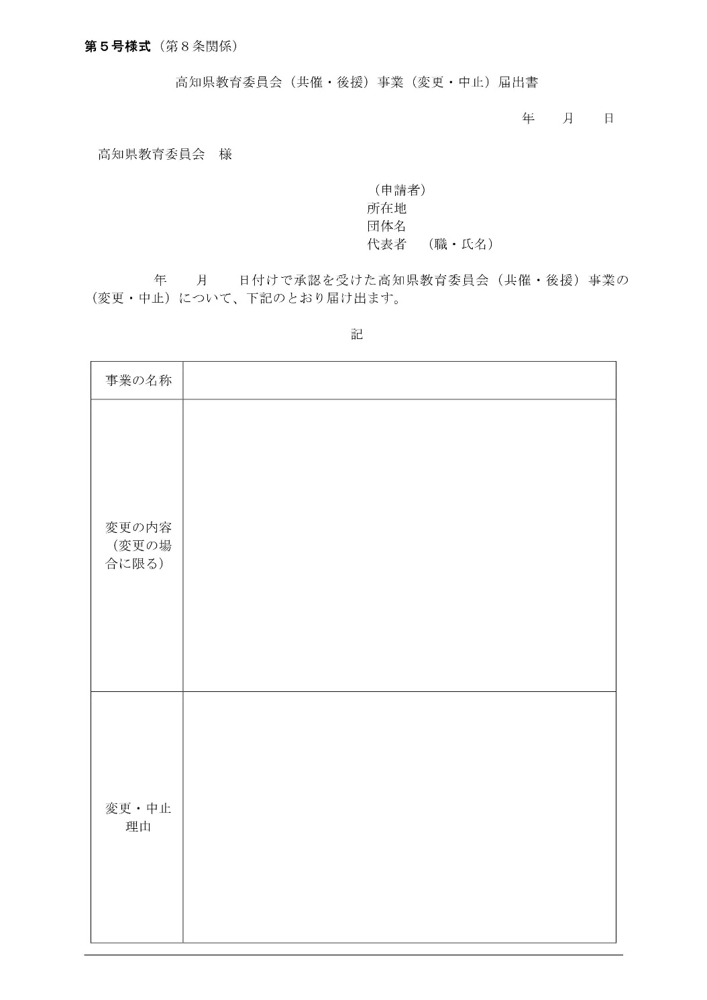 第５号様式（第８条関係）
高知県教育委員会（共催・後援）事業（変更・中止）届出書
年　　月　　日
高知県教育委員会　様
（申請者）
所在地
団体名
代表者　（職・氏名）
年　　月　　日付けで承認を受けた高知県教育委員会（共催・後援）事業の
（変更・中止）について、下記のとおり届け出ます。
記
事業の名称
変更の内容
（変更の場
合に限る）
変更・中止
理由